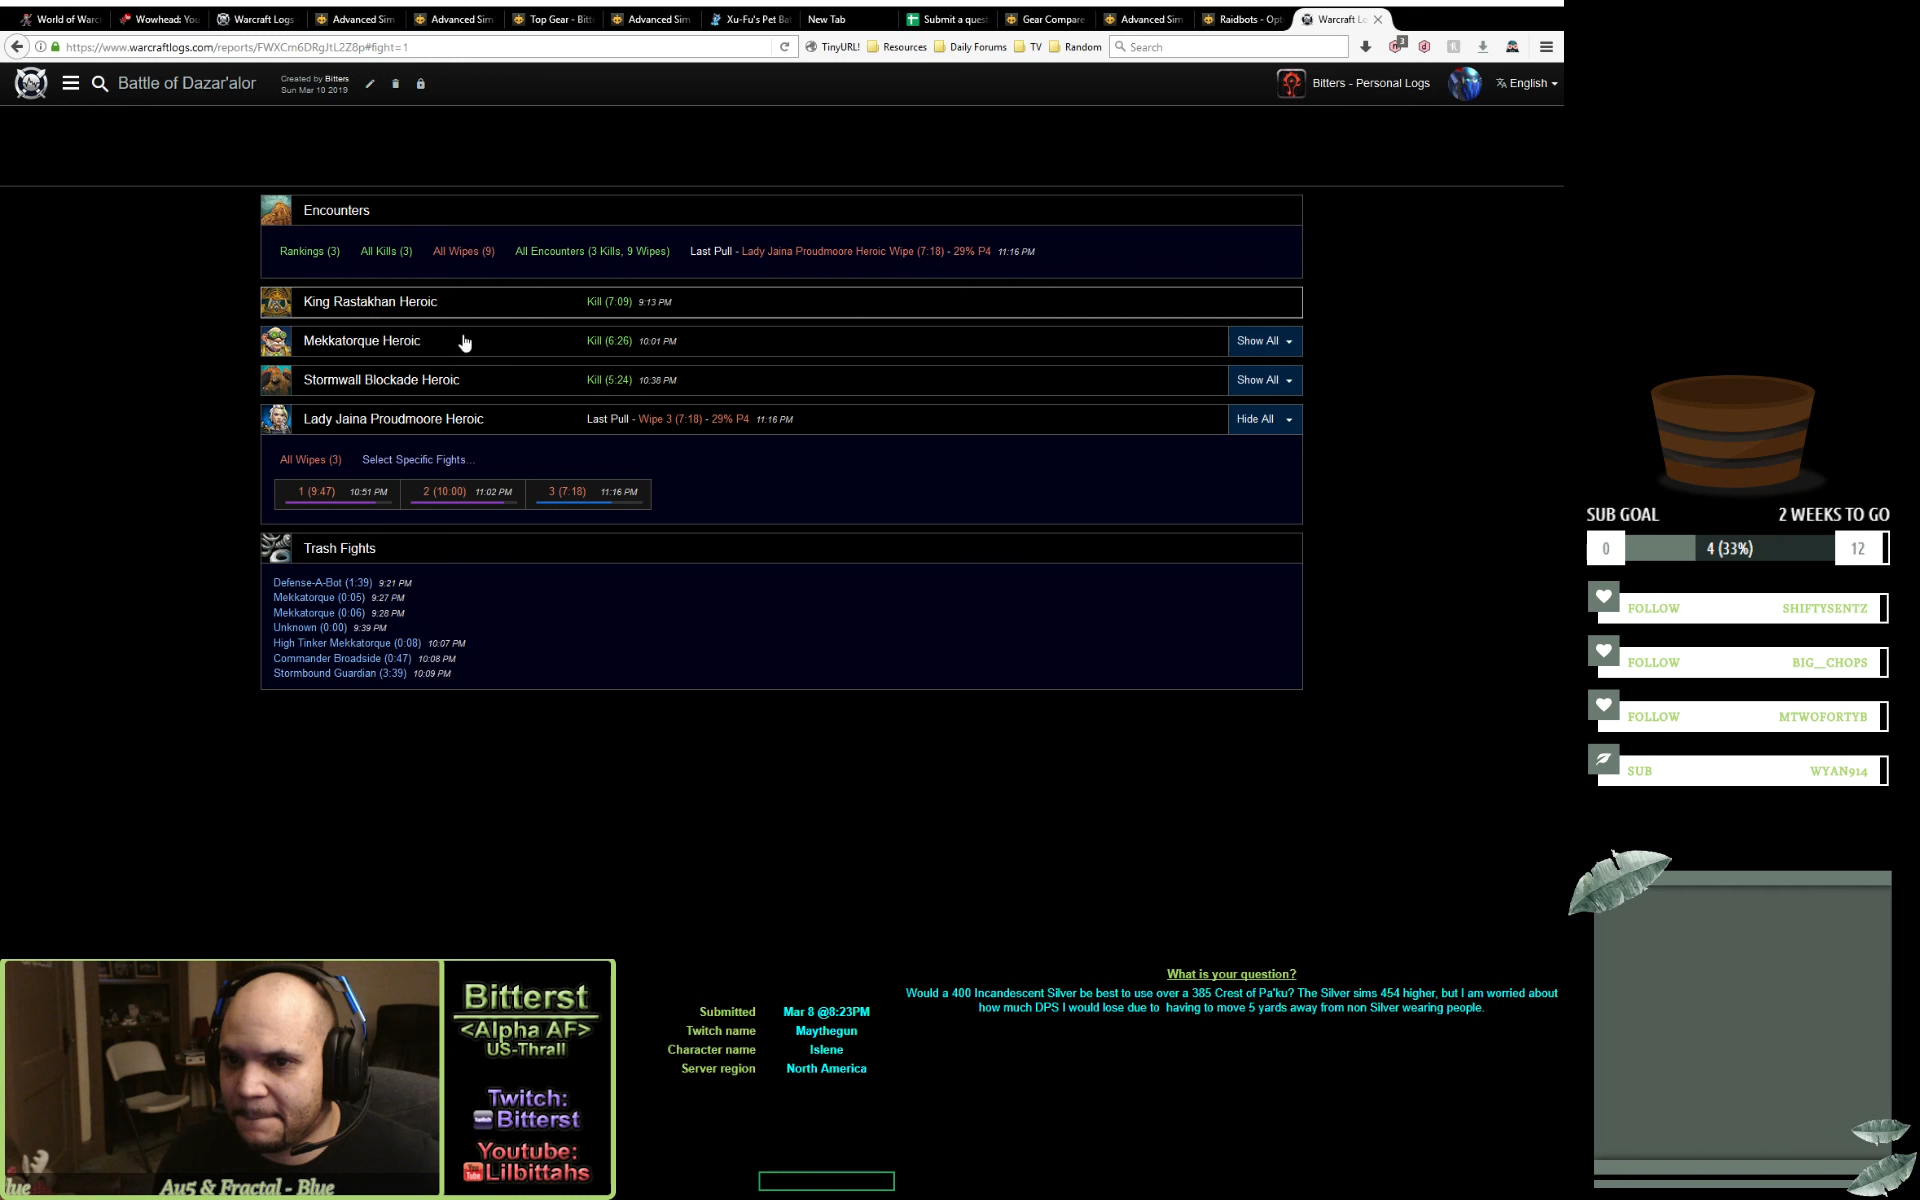 World of Warc
Wowhead: You
Warcraft Logs
Advanced Sim
Advanced Sim
Top Gear - Bitt
Advanced Sim
Xu-Fu's Pet Bat
New Tab
Submit a quest
Gear Compare
Advanced Sim
Raidbots - Opt
Warcraft Lo
https://www.warcraftlogs.com/reports/FWXCm6DRgJtL2Z8p#fight=1
TinyURL!
Resources
Daily Forums
TV
Random
Search
3
Battle of Dazar'alor
Created by Bitters
Sun Mar 10 2019
Bitters - Personal Logs
English
Encounters
Rankings (3) All Kills (3) All Wipes (9) All Encounters (3 Kills, 9 Wipes) Last Pull - Lady Jaina Proudmoore Heroic Wipe (7:18) - 29% P4 11:16 PM
King Rastakhan Heroic Kill (7:09) 9:13 PM
Mekkatorque Heroic Kill (6:26) 10:01 PM Show All
Stormwall Blockade Heroic Kill (5:24) 10:38 PM Show All
Lady Jaina Proudmoore Heroic Last Pull - Wipe 3 (7:18) - 29% P4 11:16 PM Hide All
All Wipes (3) Select Specific Fights...
1 (9:47) 10:51 PM 2 (10:00) 11:02 PM 3 (7:18) 11:16 PM
Trash Fights
Defense-A-Bot (1:39) 9:21 PM
Mekkatorque (0:05) 9:27 PM
Mekkatorque (0:06) 9:28 PM
Unknown (0:00) 9:39 PM
High Tinker Mekkatorque (0:08) 10:07 PM
Commander Broadside (0:47) 10:08 PM
Stormbound Guardian (3:39) 10:09 PM
SUB GOAL 2 WEEKS TO GO
0 4 (33%) 12
FOLLOW SHIFTYSENTZ
FOLLOW BIG__CHOPS
FOLLOW MTWOFORTYB
SUB WYAN914
Bitterst
<Alpha AF>
US-Thrall
Twitch:
Bitterst
Youtube:
Lilbittahs
lue
Au5 & Fractal - Blue
Submitted Mar 8 @8:23PM
Twitch name Maythegun
Character name Islene
Server region North America
What is your question?
Would a 400 Incandescent Silver be best to use over a 385 Crest of Pa'ku? The Silver sims 454 higher, but I am worried about
how much DPS I would lose due to having to move 5 yards away from non Silver wearing people.